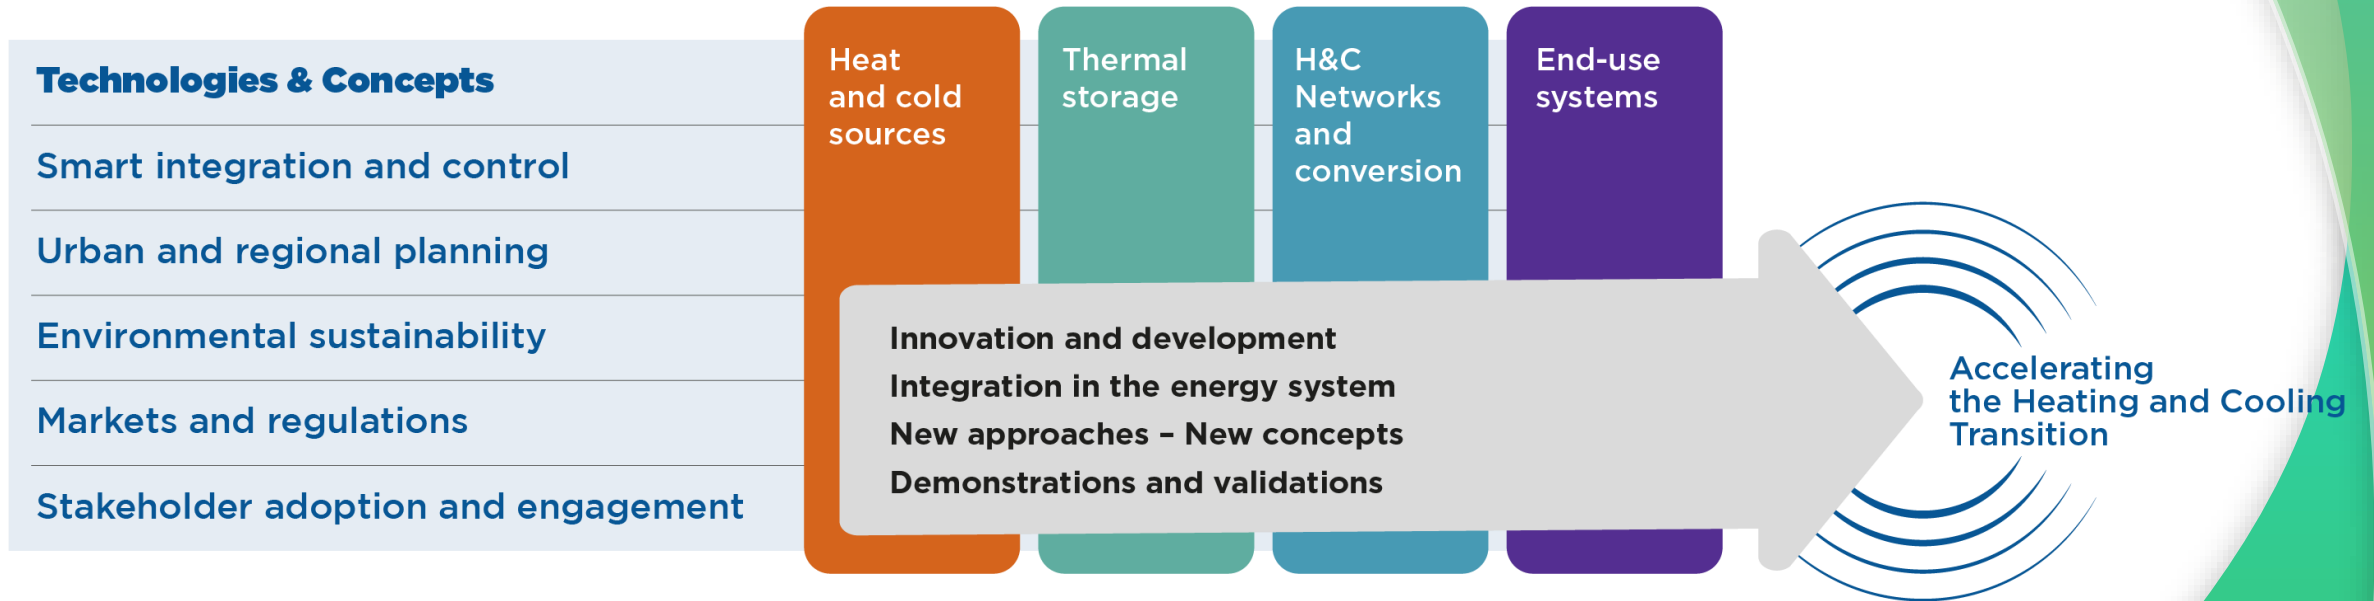 Technologies & Concepts
Smart integration and control
Urban and regional planning
Environmental sustainability
Markets and regulations
Stakeholder adoption and engagement
Heat
and cold
sources
Thermal
storage
H&C
Networks
and
conversion
End-use
systems
Innovation and development
Integration in the energy system
New approaches – New concepts
Demonstrations and validations
Accelerating
the Heating and Cooling
Transition